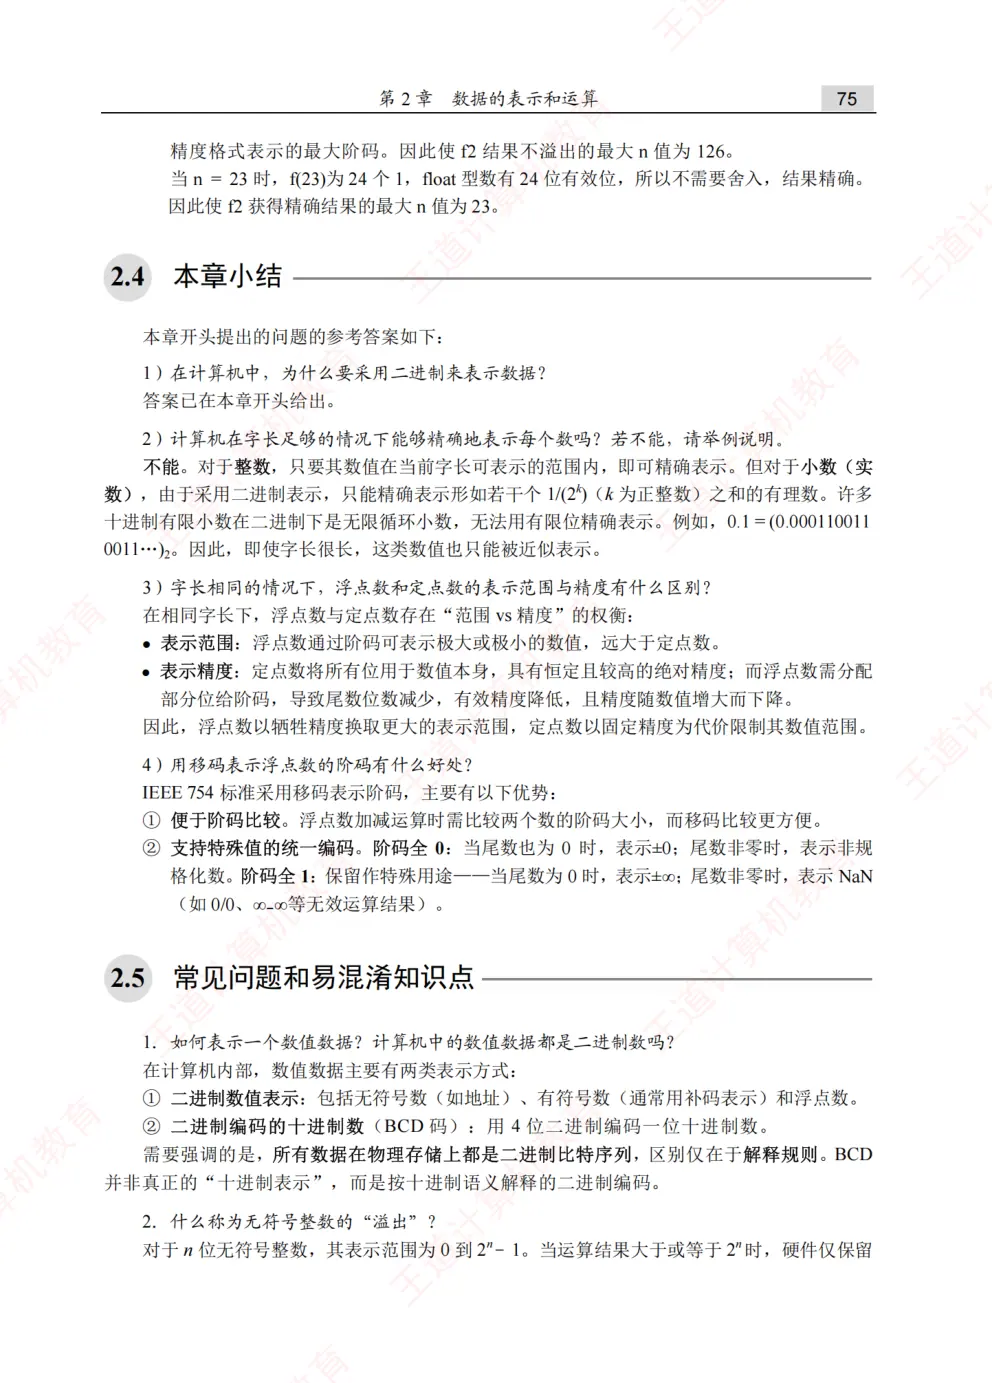 第 2 章 数据的表示和运算 75
精度格式表示的最大阶码。因此使 f2 结果不溢出的最大 n 值为 126。
当 n = 23 时，f(23)为 24 个 1，float 型数有 24 位有效位，所以不需要舍入，结果精确。
因此使 f2 获得精确结果的最大 n 值为 23。
2.4 本章小结
本章开头提出的问题的参考答案如下：
1）在计算机中，为什么要采用二进制来表示数据？
答案已在本章开头给出。
2）计算机在字长足够的情况下能够精确地表示每个数吗？若不能，请举例说明。
不能。对于整数，只要其数值在当前字长可表示的范围内，即可精确表示。但对于小数（实
数），由于采用二进制表示，只能精确表示形如若干个 1/(2^k)（k 为正整数）之和的有理数。许多
十进制有限小数在二进制下是无限循环小数，无法用有限位精确表示。例如，0.1 = (0.000110011
0011…)₂。因此，即使字长很长，这类数值也只能被近似表示。
3）字长相同的情况下，浮点数和定点数的表示范围与精度有什么区别？
在相同字长下，浮点数与定点数存在“范围 vs 精度”的权衡：
● 表示范围：浮点数通过阶码可表示极大或极小的数值，远大于定点数。
● 表示精度：定点数将所有位用于数值本身，具有恒定且较高的绝对精度；而浮点数需分配
部分位给阶码，导致尾数位数减少，有效精度降低，且精度随数值增大而下降。
因此，浮点数以牺牲精度换取更大的表示范围，定点数以固定精度为代价限制其数值范围。
4）用移码表示浮点数的阶码有什么好处？
IEEE 754 标准采用移码表示阶码，主要有以下优势：
① 便于阶码比较。浮点数加减运算时需比较两个数的阶码大小，而移码比较更方便。
② 支持特殊值的统一编码。阶码全 0：当尾数也为 0 时，表示±0；尾数非零时，表示非规
格化数。阶码全 1：保留作特殊用途——当尾数为 0 时，表示±∞；尾数非零时，表示 NaN
（如 0/0、∞-∞等无效运算结果）。
2.5 常见问题和易混淆知识点
1. 如何表示一个数值数据？计算机中的数值数据都是二进制数吗？
在计算机内部，数值数据主要有两类表示方式：
① 二进制数值表示：包括无符号数（如地址）、有符号数（通常用补码表示）和浮点数。
② 二进制编码的十进制数（BCD 码）：用 4 位二进制编码一位十进制数。
需要强调的是，所有数据在物理存储上都是二进制比特序列，区别仅在于解释规则。BCD
并非真正的“十进制表示”，而是按十进制语义解释的二进制编码。
2. 什么称为无符号整数的“溢出”？
对于 n 位无符号整数，其表示范围为 0 到 2ⁿ − 1。当运算结果大于或等于 2ⁿ 时，硬件仅保留
王道计算机教育